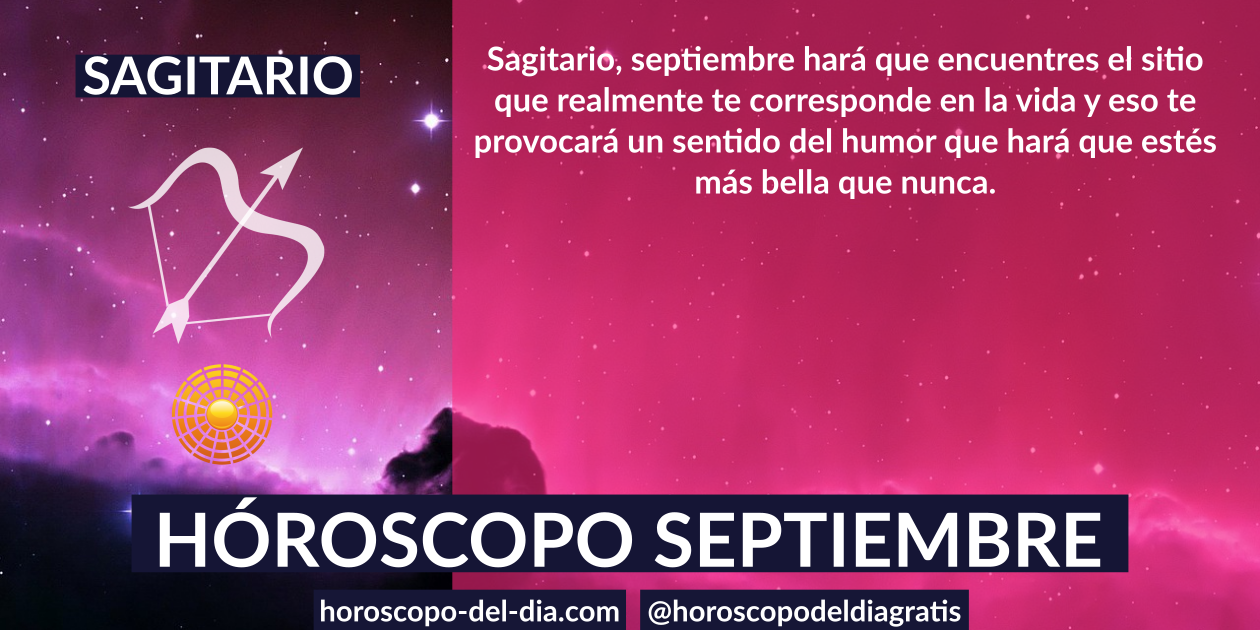 SAGITARIO
Sagitario, septiembre hará que encuentres el sitio
que realmente te corresponde en la vida y eso te
provocará un sentido del humor que hará que estés
más bella que nunca.
HÓROSCOPO SEPTIEMBRE
horoscopo-del-dia.com
@horoscopodeldiagratis